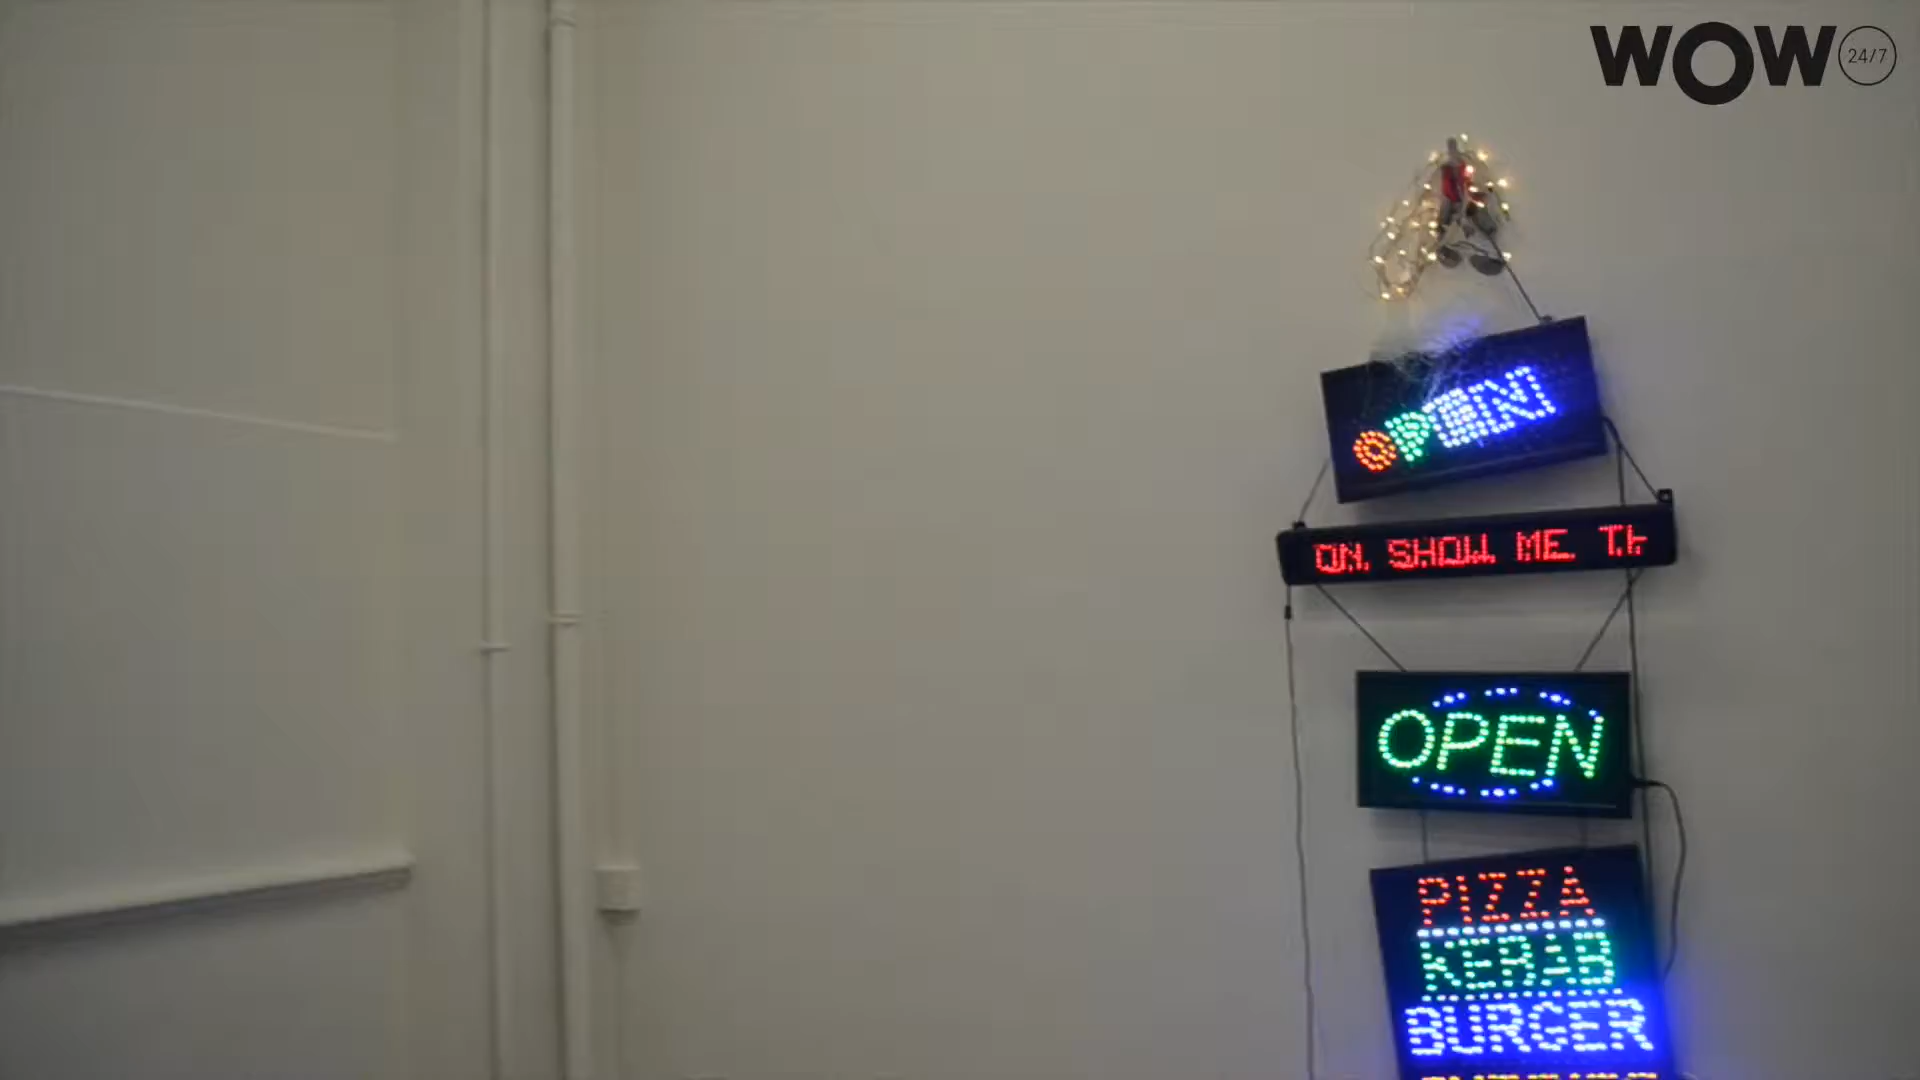 WOW 24/7
OPEN
ON. SHOW ME
OPEN
PIZZA
KEBAB
BURGER